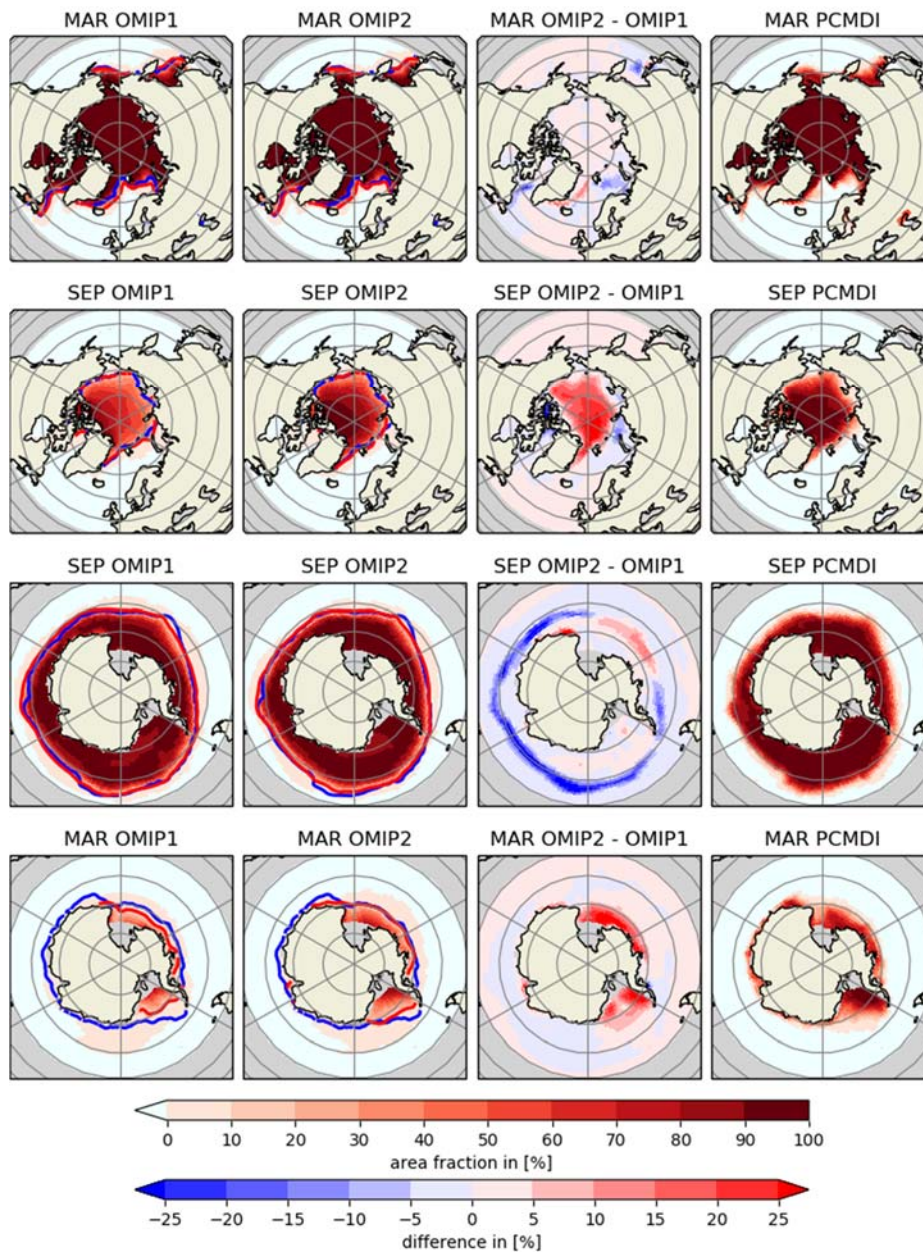 MAR OMIP1 MAR OMIP2 MAR OMIP2 - OMIP1 MAR PCMDI
SEP OMIP1 SEP OMIP2 SEP OMIP2 - OMIP1 SEP PCMDI
SEP OMIP1 SEP OMIP2 SEP OMIP2 - OMIP1 SEP PCMDI
MAR OMIP1 MAR OMIP2 MAR OMIP2 - OMIP1 MAR PCMDI
0 10 20 30 40 50 60 70 80 90 100
area fraction in [%]
−25 −20 −15 −10 −5 0 5 10 15 20 25
difference in [%]